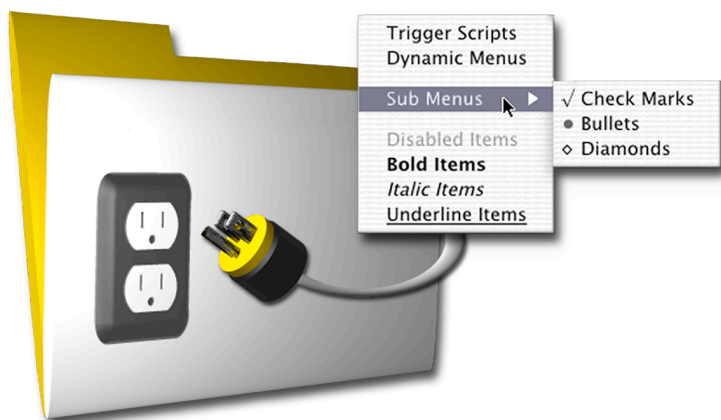 Trigger Scripts
Dynamic Menus
Sub Menus
√ Check Marks
● Bullets
◇ Diamonds
Disabled Items
Bold Items
Italic Items
Underline Items